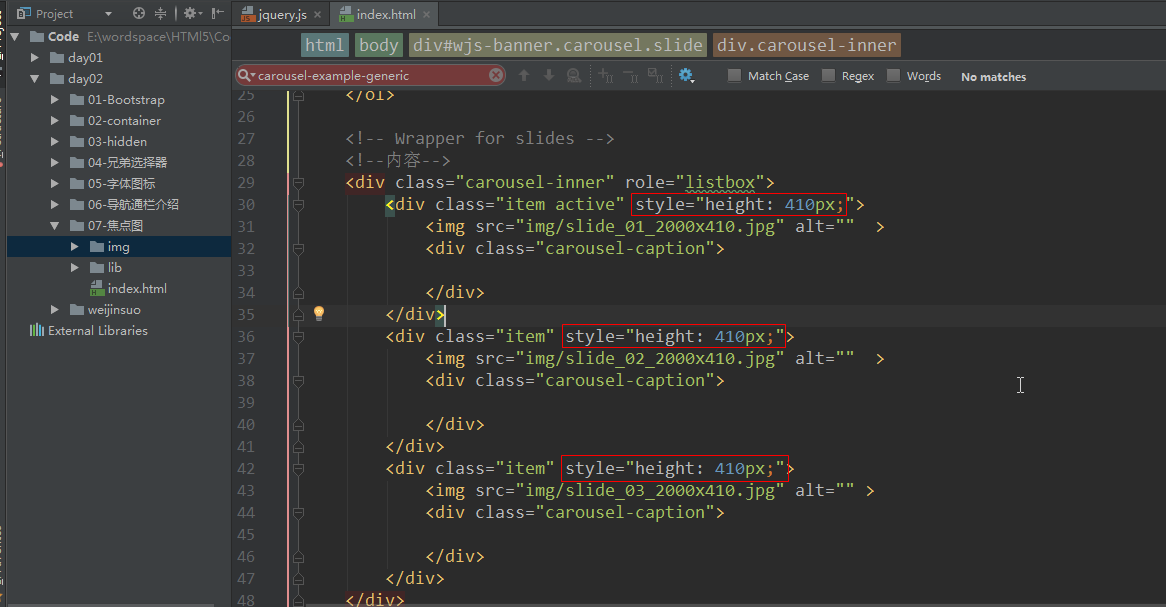 Project
jquery.js
index.html
Code E:\wordspace\HTMl5\Co
day01
day02
01-Bootstrap
02-container
03-hidden
04-兄弟选择器
05-字体图标
06-导航通栏介绍
07-焦点图
img
lib
index.html
weijinsuo
External Libraries
html body div#wjs-banner.carousel.slide div.carousel-inner
carousel-example-generic
Match Case Regex Words No matches
25 </ol>
26
27 <!-- Wrapper for slides -->
28 <!--内容-->
29 <div class="carousel-inner" role="listbox">
30 <div class="item active" style="height: 410px;">
31 <img src="img/slide_01_2000x410.jpg" alt="" >
32 <div class="carousel-caption">
33
34 </div>
35 </div>
36 <div class="item" style="height: 410px;">
37 <img src="img/slide_02_2000x410.jpg" alt="" >
38 <div class="carousel-caption">
39
40 </div>
41 </div>
42 <div class="item" style="height: 410px;">
43 <img src="img/slide_03_2000x410.jpg" alt="" >
44 <div class="carousel-caption">
45
46 </div>
47 </div>
48 </div>